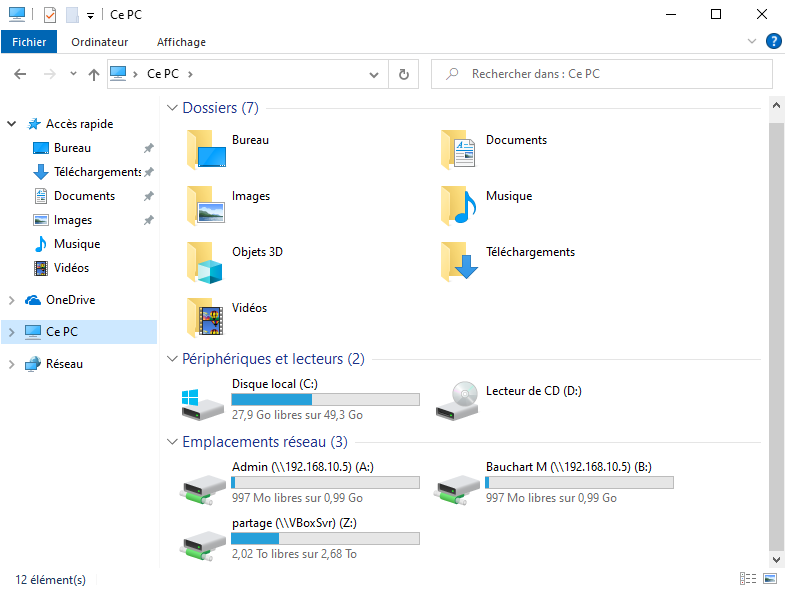 Ce PC
Fichier Ordinateur Affichage
Ce PC
Rechercher dans : Ce PC
Accès rapide
Bureau
Téléchargements
Documents
Images
Musique
Vidéos
OneDrive
Ce PC
Réseau
Dossiers (7)
Bureau
Documents
Images
Musique
Objets 3D
Téléchargements
Vidéos
Périphériques et lecteurs (2)
Disque local (C:)
27,9 Go libres sur 49,3 Go
Lecteur de CD (D:)
Emplacements réseau (3)
Admin (\\192.168.10.5) (A:)
997 Mo libres sur 0,99 Go
Bauchart M (\\192.168.10.5) (B:)
997 Mo libres sur 0,99 Go
partage (\\VBoxSvr) (Z:)
2,02 To libres sur 2,68 To
12 élément(s)